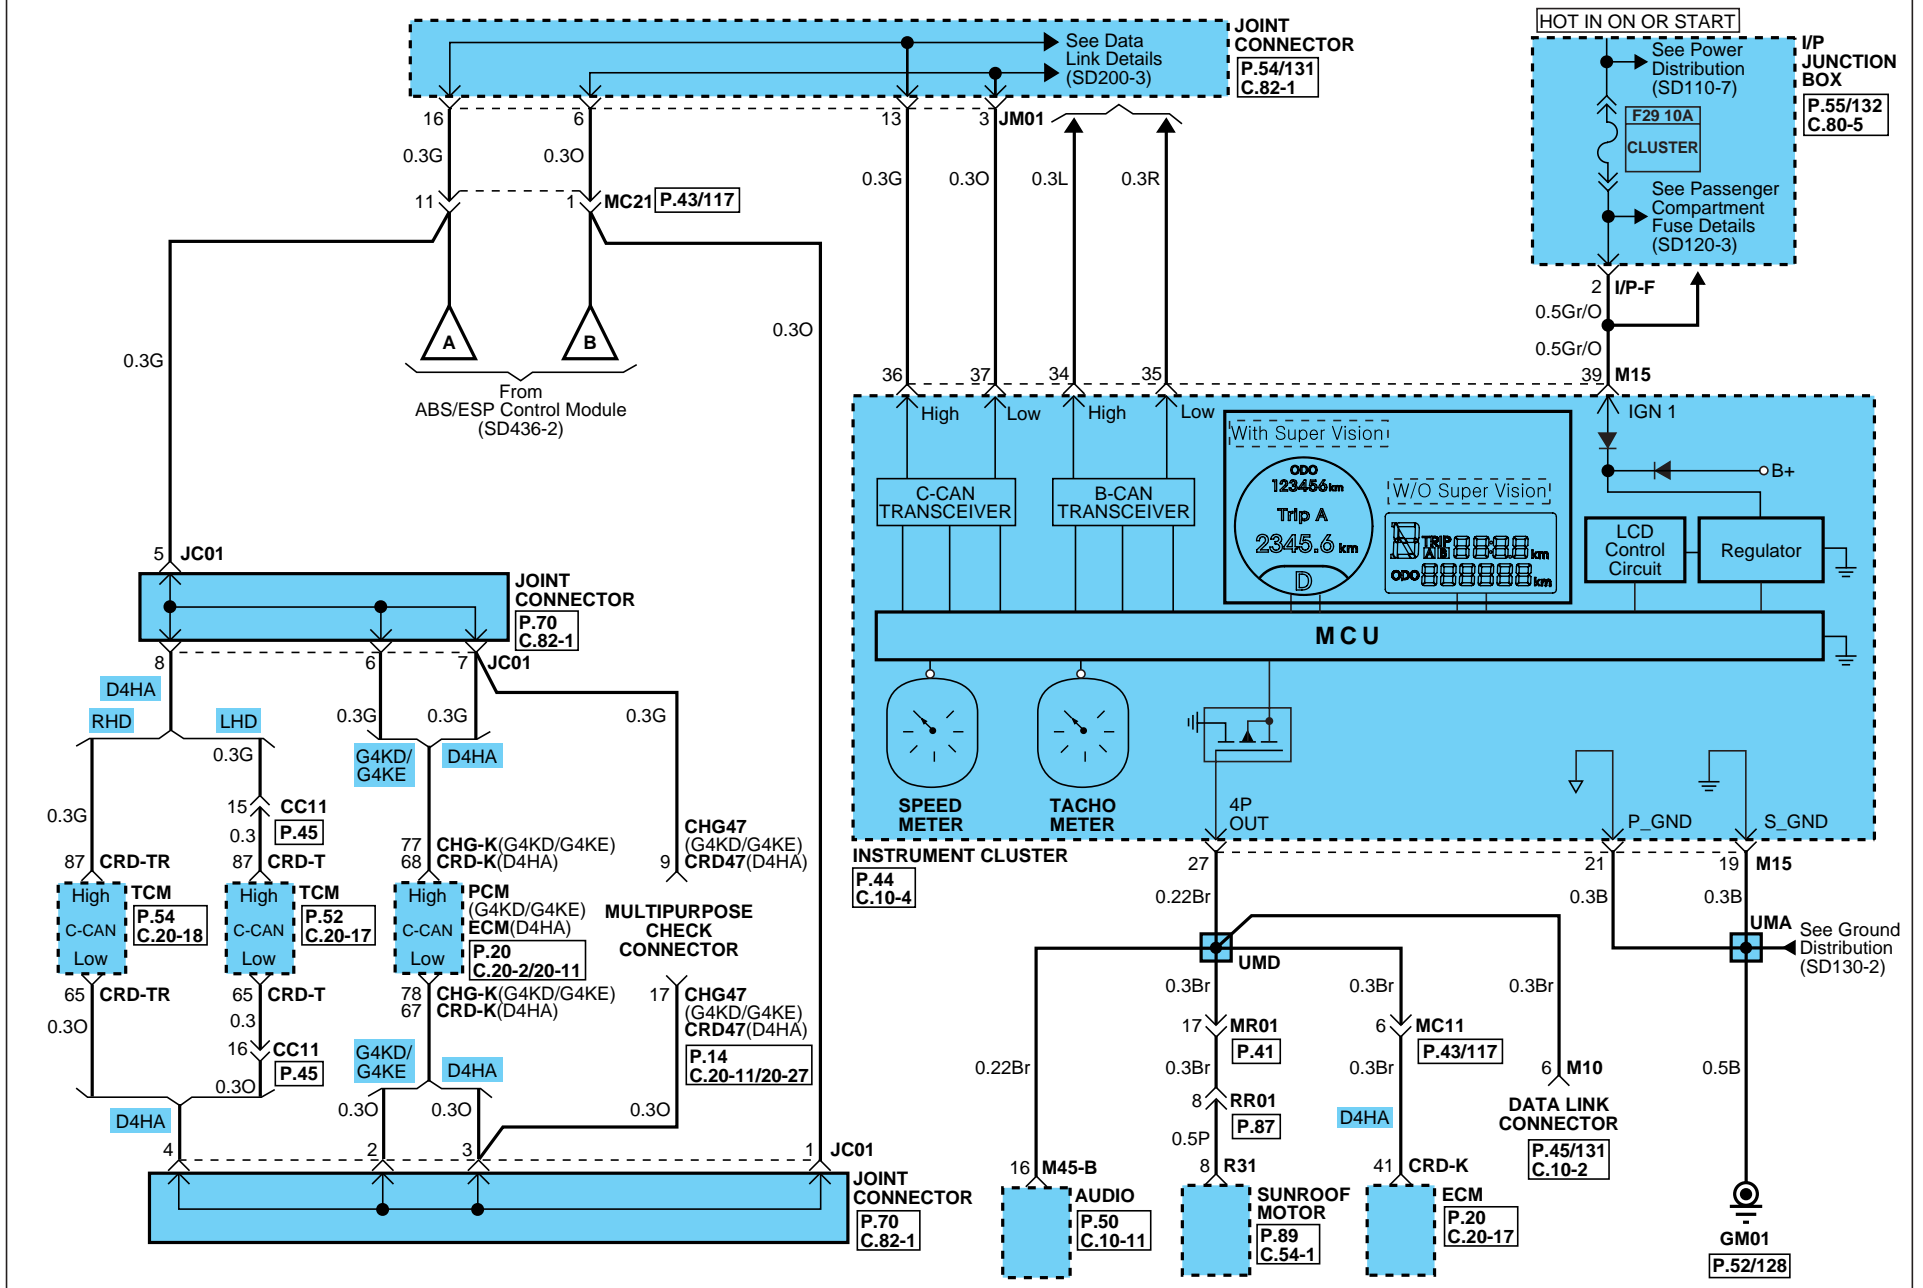 JOINT
CONNECTOR
P.54/131
C.82-1
See Data
Link Details
(SD200-3)
HOT IN ON OR START
See Power
Distribution
(SD110-7)
F29 10A
CLUSTER
See Passenger
Compartment
Fuse Details
(SD120-3)
I/P
JUNCTION
BOX
P.55/132
C.80-5
16
6
13
3
JM01
0.3G
0.3O
0.3G
0.3O
0.3L
0.3R
11
1
MC21
P.43/117
2
I/P-F
0.5Gr/O
0.5Gr/O
A
B
From
ABS/ESP Control Module
(SD436-2)
0.3G
0.3O
36
37
34
35
39
M15
High
Low
High
Low
IGN 1
B+
With Super Vision
ODO
123456km
Trip A
2345.6 km
D
W/O Super Vision
TRIP
A B
km
ODO
km
C-CAN
TRANSCEIVER
B-CAN
TRANSCEIVER
LCD
Control
Circuit
Regulator
MCU
SPEED
METER
TACHO
METER
4P
OUT
P_GND
S_GND
INSTRUMENT CLUSTER
P.44
C.10-4
27
21
19
M15
5
JC01
JOINT
CONNECTOR
P.70
C.82-1
8
6
7
JC01
D4HA
RHD
LHD
0.3G
0.3G
0.3G
0.3G
G4KD/
G4KE
D4HA
0.3G
15
CC11
P.45
0.3
87
CRD-TR
87
CRD-T
77
CHG-K(G4KD/G4KE)
68
CRD-K(D4HA)
9
CHG47
(G4KD/G4KE)
CRD47(D4HA)
High
C-CAN
Low
TCM
P.54
C.20-18
High
C-CAN
Low
TCM
P.52
C.20-17
High
C-CAN
Low
PCM
(G4KD/G4KE)
ECM(D4HA)
P.20
C.20-2/20-11
MULTIPURPOSE
CHECK
CONNECTOR
65
CRD-TR
65
CRD-T
78
CHG-K(G4KD/G4KE)
67
CRD-K(D4HA)
17
CHG47
(G4KD/G4KE)
CRD47(D4HA)
P.14
C.20-11/20-27
0.3O
0.3
16
CC11
P.45
0.3O
G4KD/
G4KE
D4HA
D4HA
0.3O
0.3O
0.3O
4
2
3
1
JC01
JOINT
CONNECTOR
P.70
C.82-1
0.22Br
0.3B
0.3B
UMD
UMA
See Ground
Distribution
(SD130-2)
0.3Br
0.3Br
0.3Br
17
MR01
P.41
6
MC11
P.43/117
0.22Br
0.3Br
0.3Br
6
M10
DATA LINK
CONNECTOR
P.45/131
C.10-2
0.5B
8
RR01
P.87
D4HA
0.5P
16
M45-B
8
R31
41
CRD-K
AUDIO
P.50
C.10-11
SUNROOF
MOTOR
P.89
C.54-1
ECM
P.20
C.20-17
GM01
P.52/128